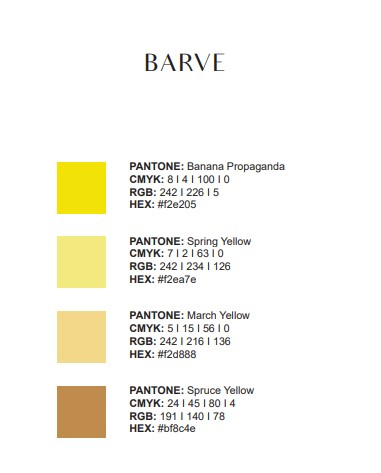 BARVE
PANTONE: Banana Propaganda
CMYK: 8 I 4 I 100 I 0
RGB: 242 I 226 I 5
HEX: #f2e205
PANTONE: Spring Yellow
CMYK: 7 I 2 I 63 I 0
RGB: 242 I 234 I 126
HEX: #f2ea7e
PANTONE: March Yellow
CMYK: 5 I 15 I 56 I 0
RGB: 242 I 216 I 136
HEX: #f2d888
PANTONE: Spruce Yellow
CMYK: 24 I 45 I 80 I 4
RGB: 191 I 140 I 78
HEX: #bf8c4e